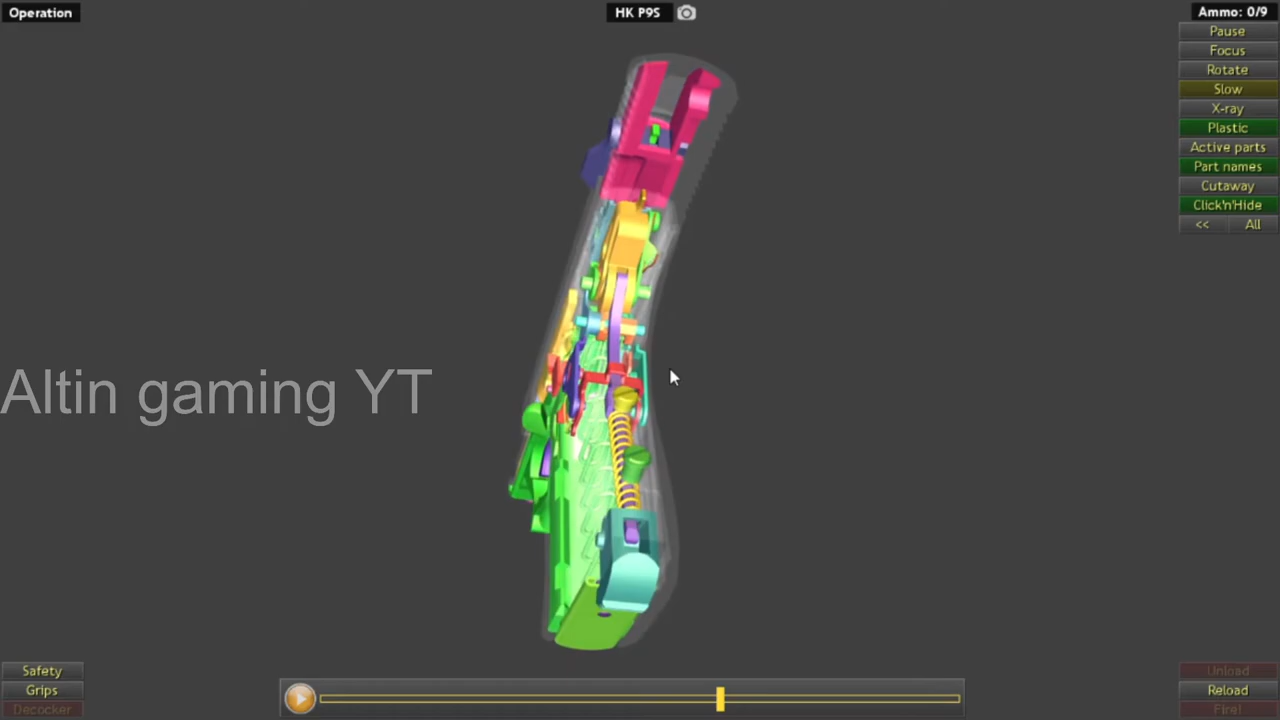 Operation
HK P9S
Ammo: 0/9
Pause
Focus
Rotate
Slow
X-ray
Plastic
Active parts
Part names
Cutaway
Click'n'Hide
<< All
Altin gaming YT
Safety
Grips
Decocker
Unload
Reload
Fire!